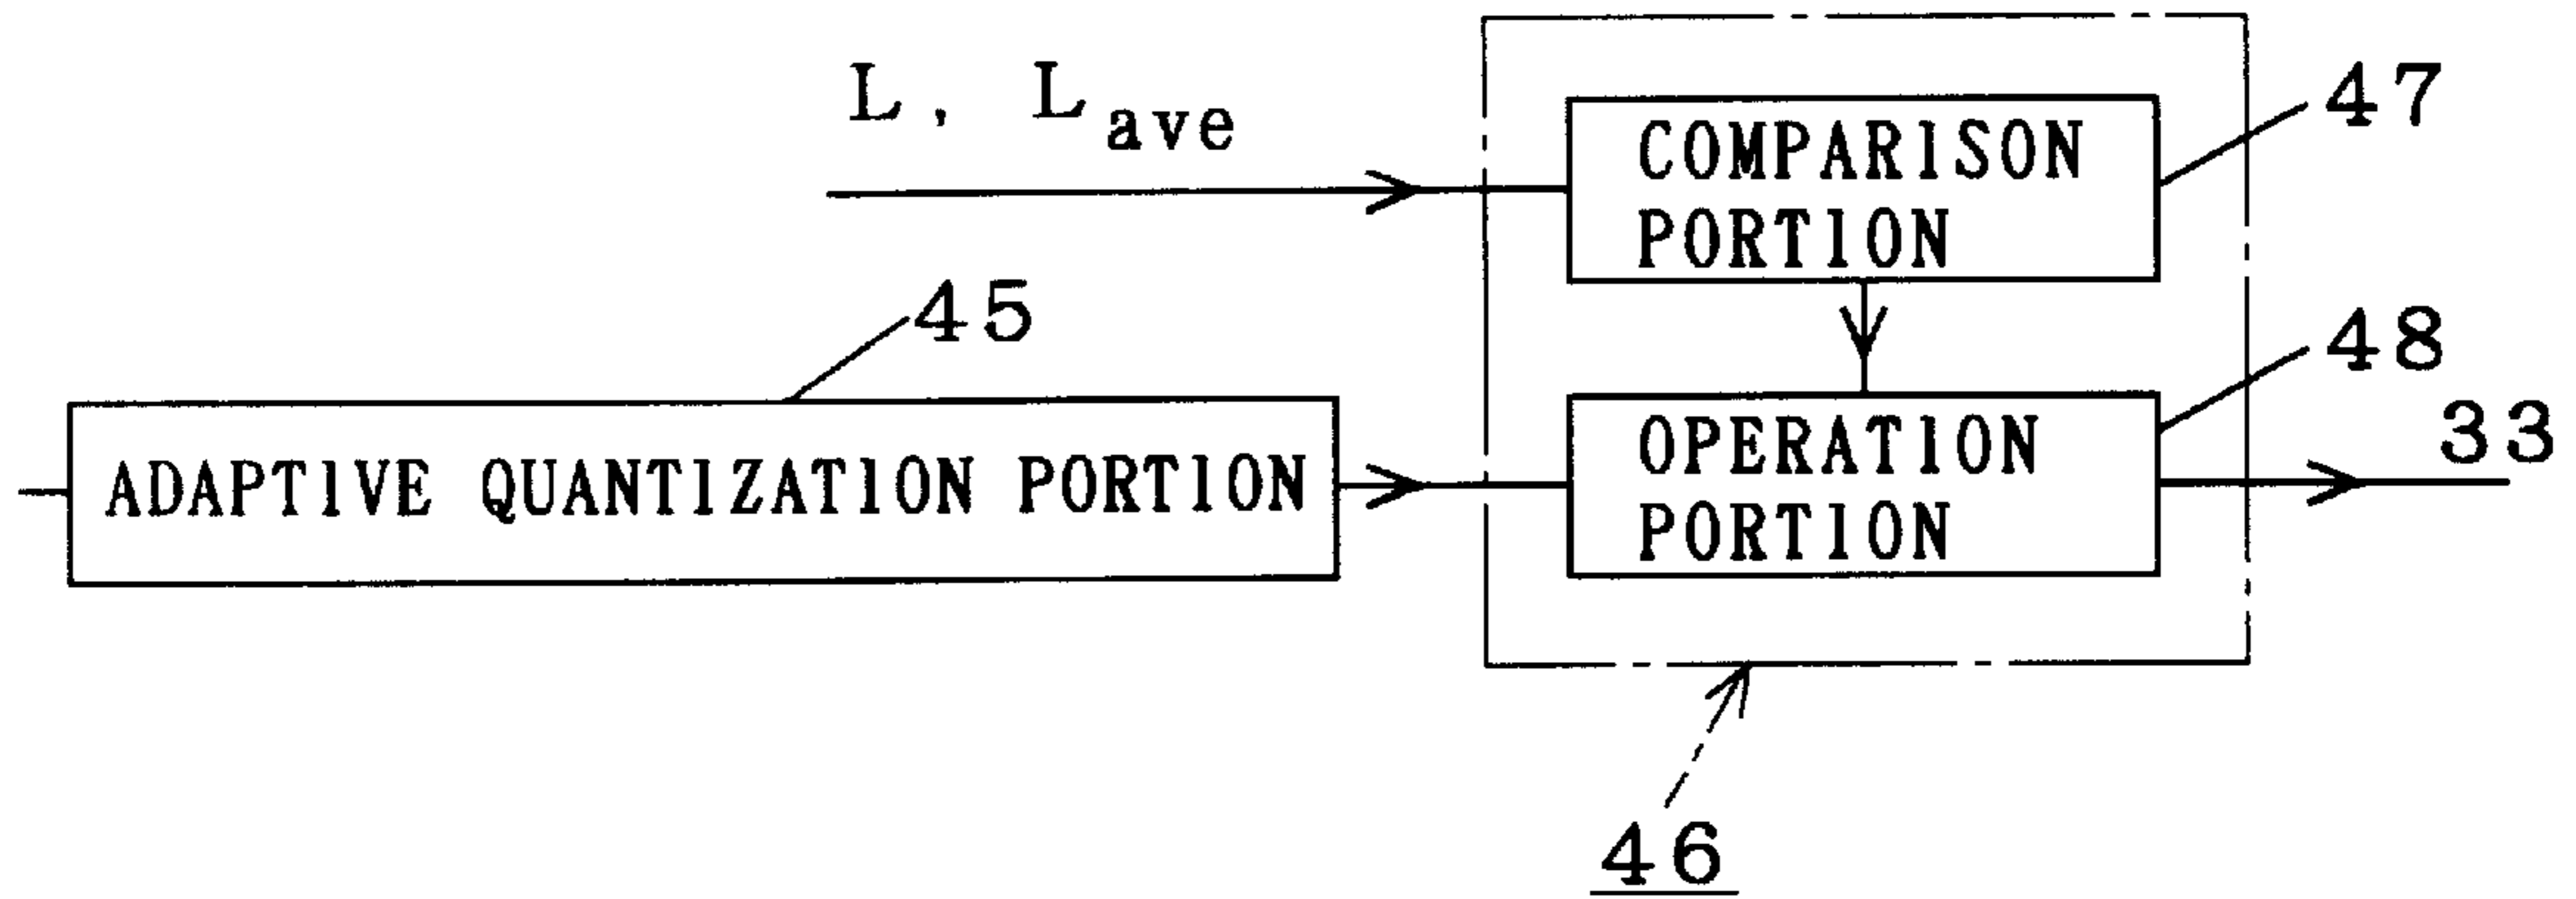 L, Lave
47
COMPARISON
PORTION
45
48
ADAPTIVE QUANTIZATION PORTION
OPERATION
PORTION
33
46